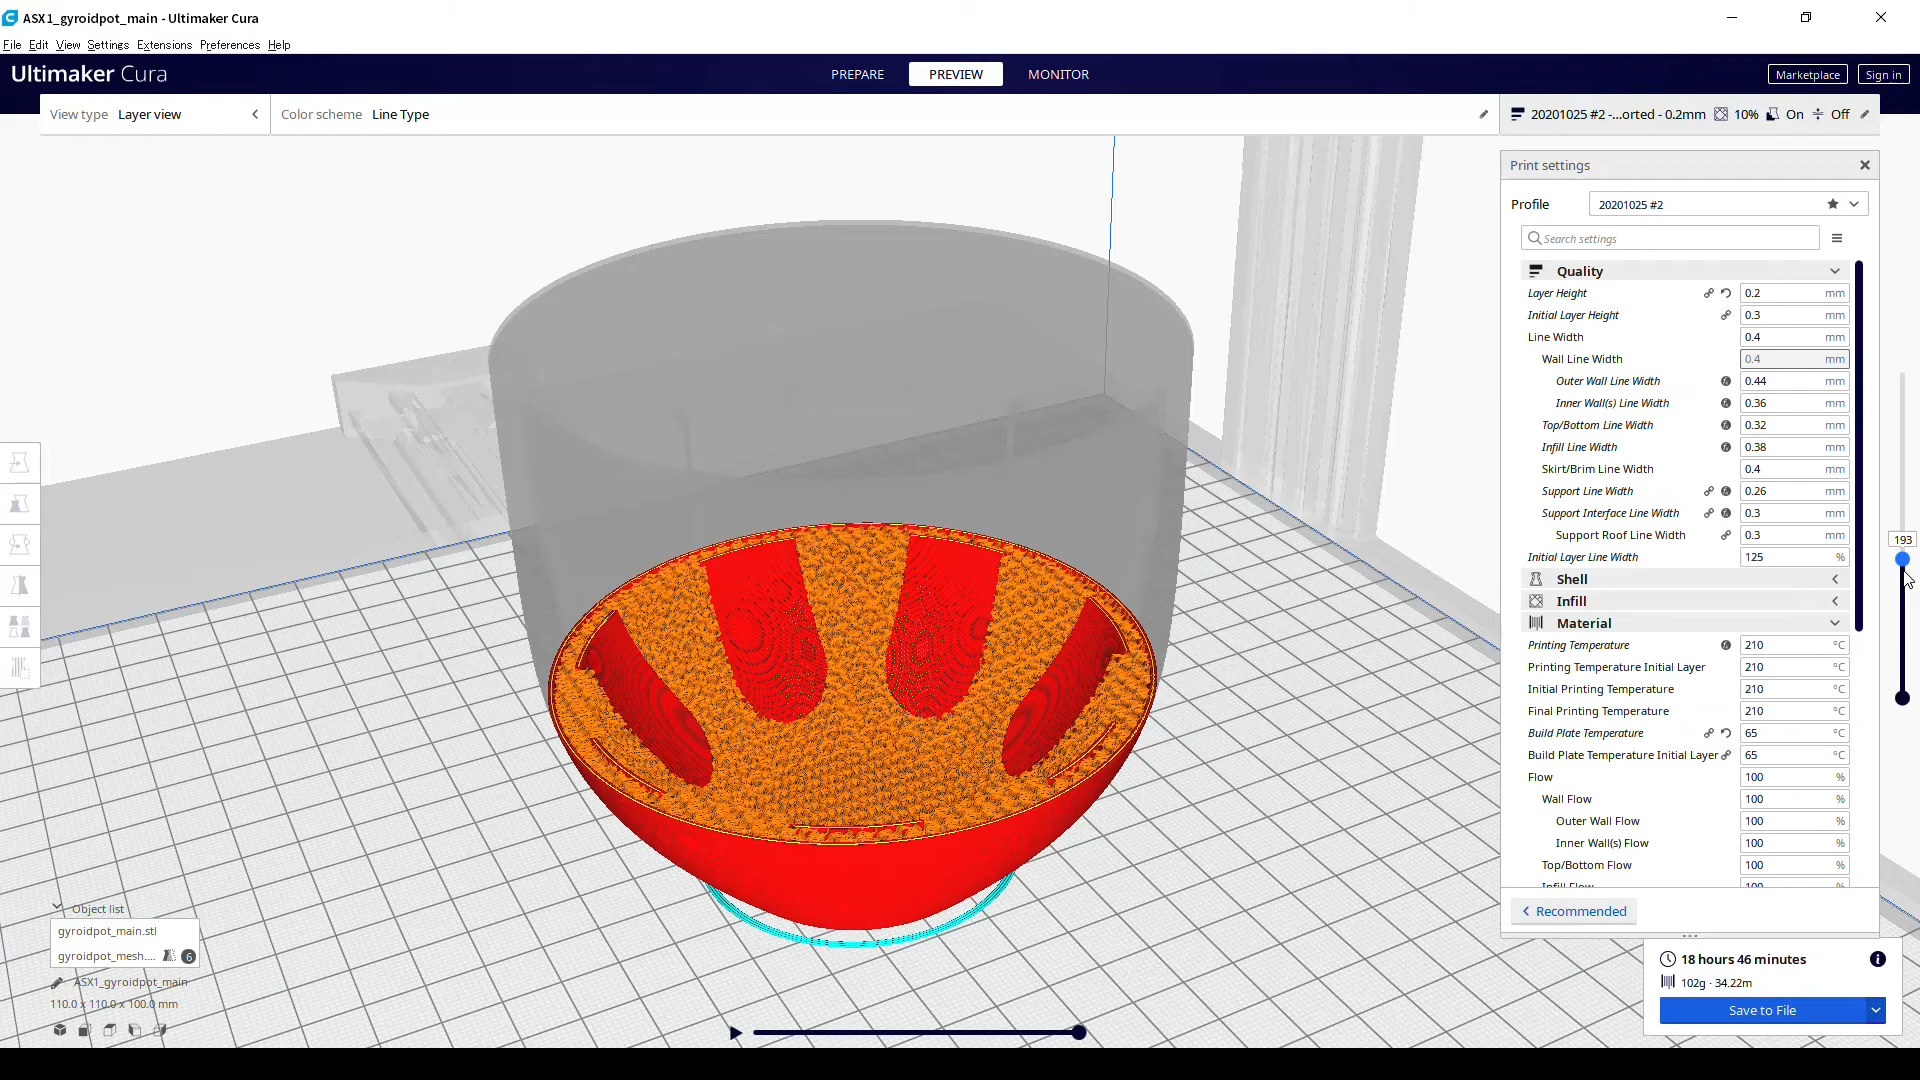 ASX1_gyroidpot_main - Ultimaker Cura
File Edit View Settings Extensions Preferences Help
Ultimaker Cura
PREPARE PREVIEW MONITOR
Marketplace Sign in
View type Layer view
Color scheme Line Type
20201025 #2 -...orted - 0.2mm 10% On Off
Print settings
Profile 20201025 #2
Search settings
Quality
Layer Height 0.2 mm
Initial Layer Height 0.3 mm
Line Width 0.4 mm
Wall Line Width 0.4 mm
Outer Wall Line Width 0.44 mm
Inner Wall(s) Line Width 0.36 mm
Top/Bottom Line Width 0.32 mm
Infill Line Width 0.38 mm
Skirt/Brim Line Width 0.4 mm
Support Line Width 0.26 mm
Support Interface Line Width 0.3 mm
Support Roof Line Width 0.3 mm
193
Initial Layer Line Width 125 %
Shell
Infill
Material
Printing Temperature 210 °C
Printing Temperature Initial Layer 210 °C
Initial Printing Temperature 210 °C
Final Printing Temperature 210 °C
Build Plate Temperature 65 °C
Build Plate Temperature Initial Layer 65 °C
Flow 100 %
Wall Flow 100 %
Outer Wall Flow 100 %
Inner Wall(s) Flow 100 %
Top/Bottom Flow 100 %
Infill Flow 100 %
Recommended
Object list
gyroidpot_main.stl
gyroidpot_mesh.... 6
ASX1_gyroidpot_main
110.0 x 110.0 x 100.0 mm
18 hours 46 minutes
102g · 34.22m
Save to File